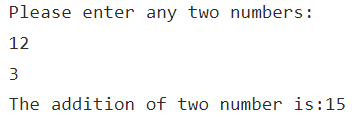 Please enter any two numbers:
12
3
The addition of two number is:15